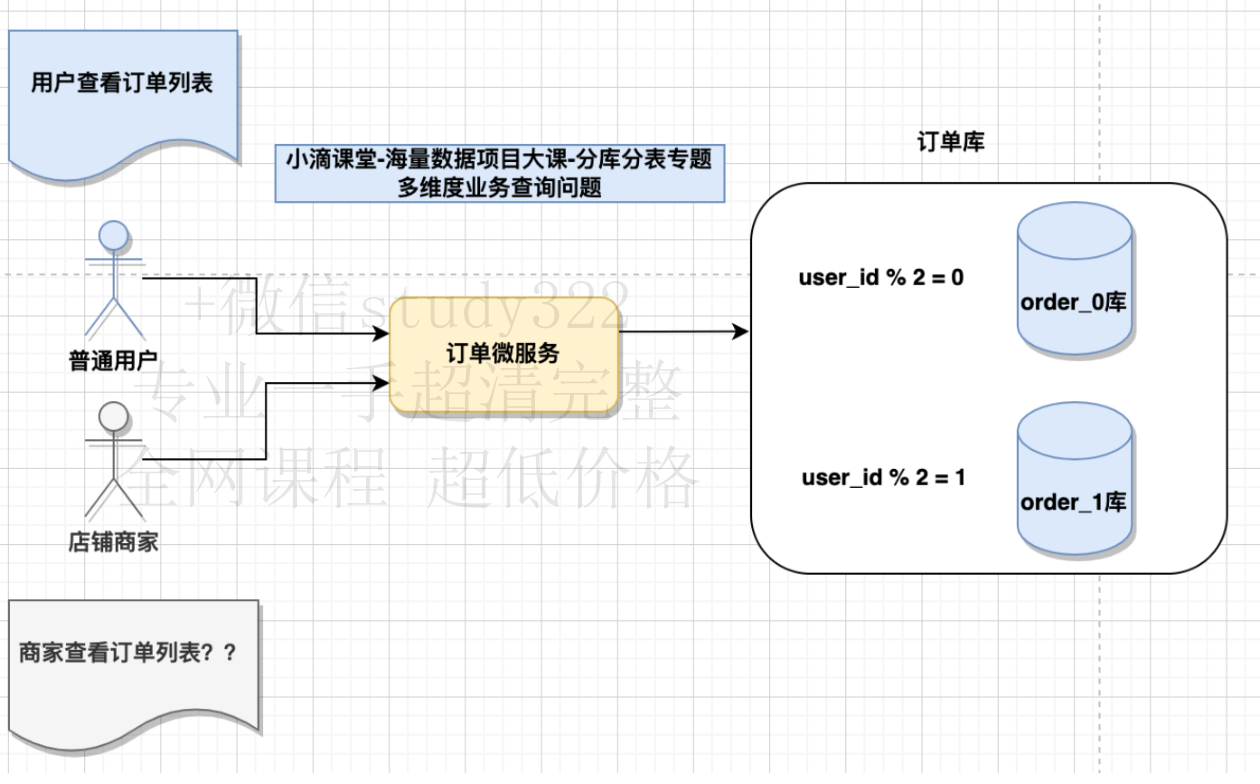 用户查看订单列表
小滴课堂-海量数据项目大课-分库分表专题
多维度业务查询问题
订单库
user_id % 2 = 0
order_0库
+微信study322
订单微服务
普通用户
专业一手超清完整
全网课程 超低价格
user_id % 2 = 1
order_1库
店铺商家
商家查看订单列表？？